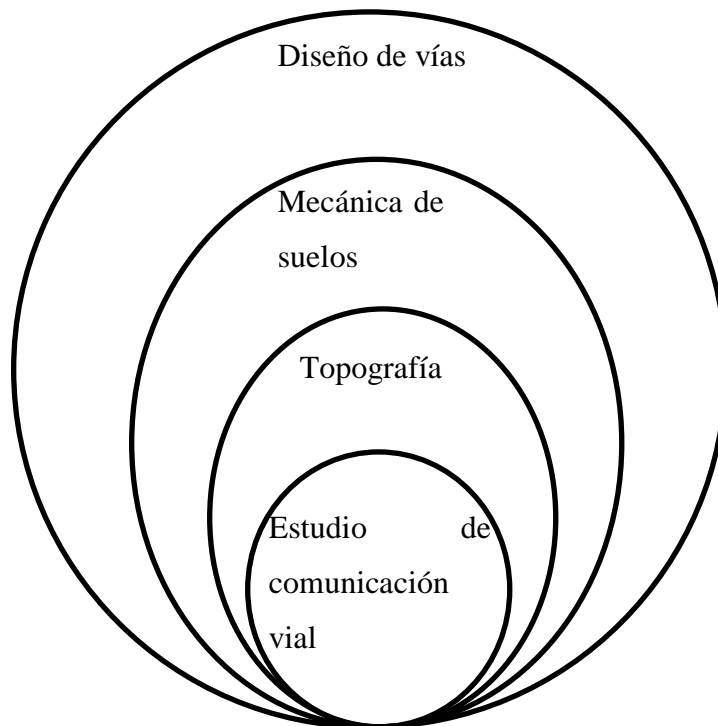 Diseño de vías
Mecánica de
suelos
Topografía
Estudio de
comunicación
vial